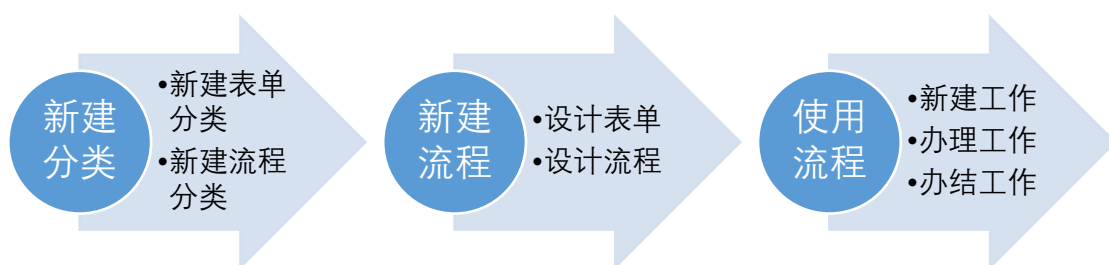 新建
分类
•新建表单
分类
•新建流程
分类
新建
流程
•设计表单
•设计流程
使用
流程
•新建工作
•办理工作
•办结工作